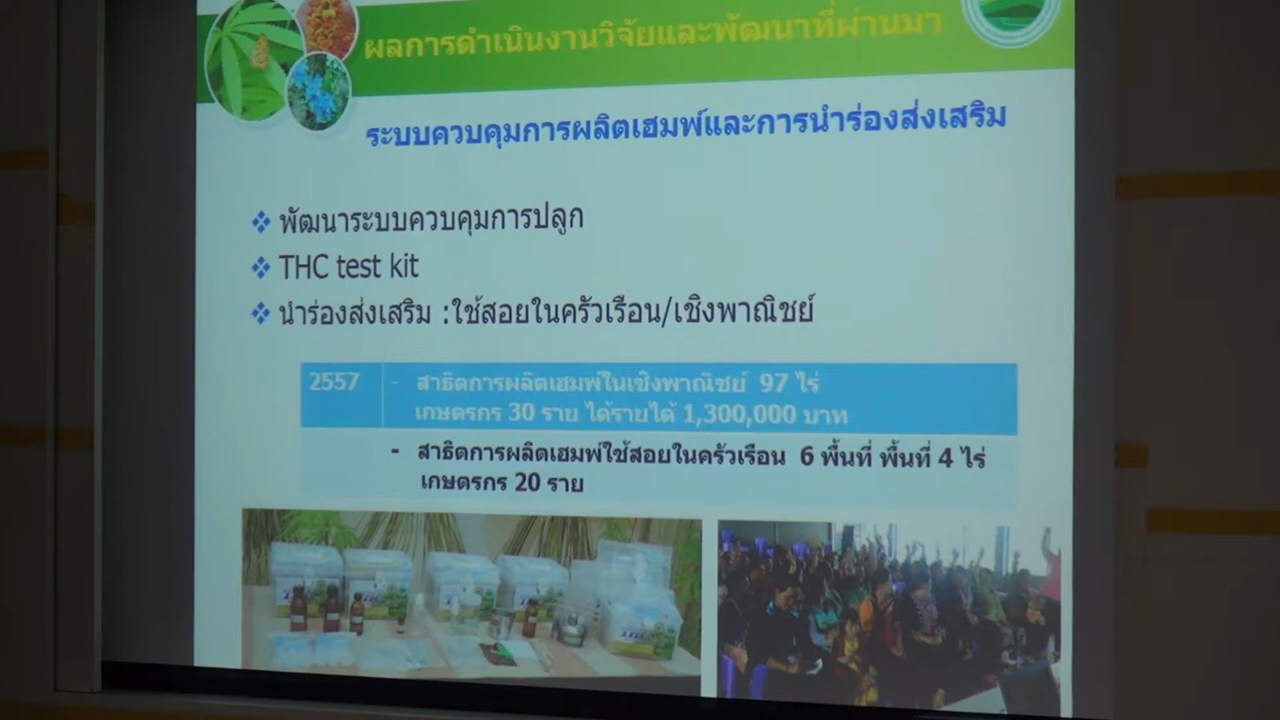 ผลการดำเนินงานวิจัยและพัฒนาที่ผ่านมา
ระบบควบคุมการผลิตเฮมพ์และการนำร่องส่งเสริม
❖ พัฒนาระบบควบคุมการปลูก
❖ THC test kit
❖ นำร่องส่งเสริม :ใช้สอยในครัวเรือน/เชิงพาณิชย์
2557 - สาธิตการผลิตเฮมพ์ในเชิงพาณิชย์ 97 ไร่
เกษตรกร 30 ราย ได้รายได้ 1,300,000 บาท
- สาธิตการผลิตเฮมพ์ใช้สอยในครัวเรือน 6 พื้นที่ พื้นที่ 4 ไร่
เกษตรกร 20 ราย